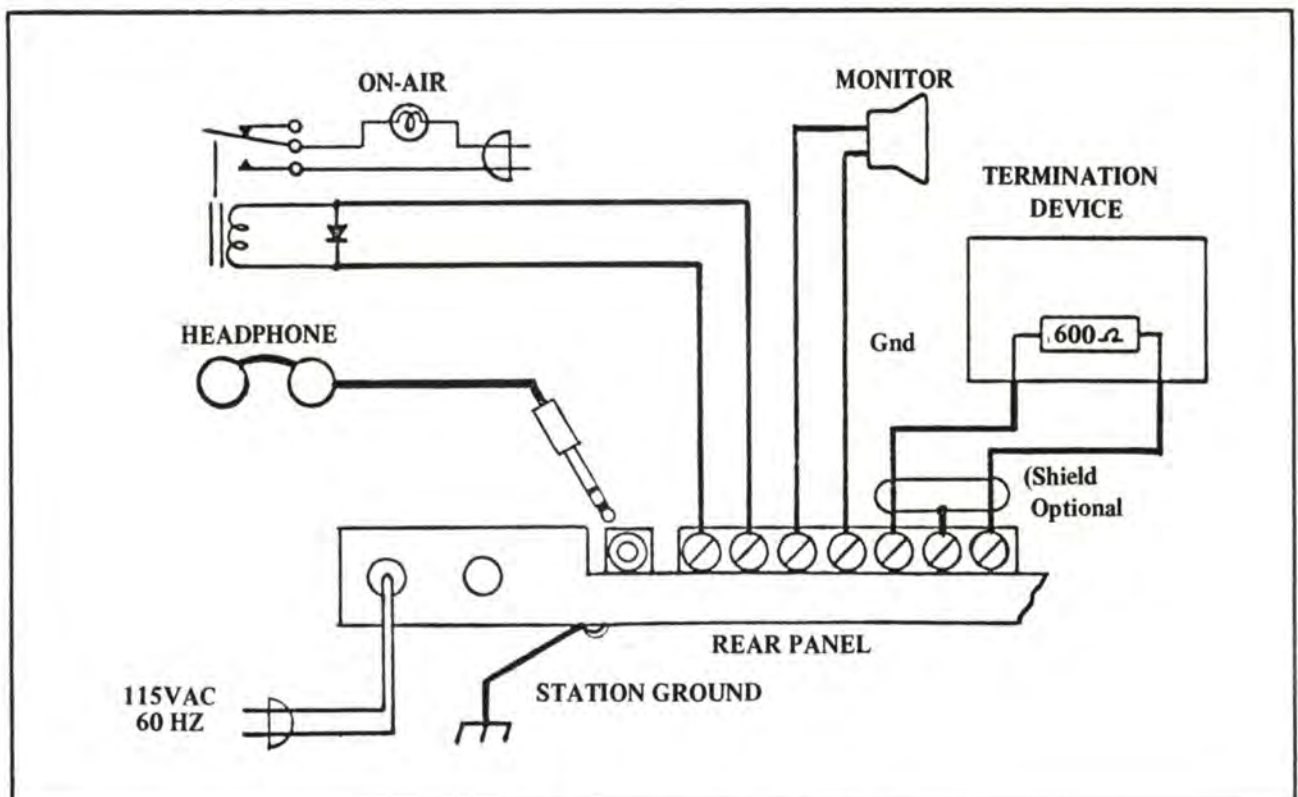 ON-AIR
MONITOR
TERMINATION
DEVICE
HEADPHONE
Gnd
600Ω
(Shield
Optional
REAR PANEL
STATION GROUND
115VAC
60 HZ